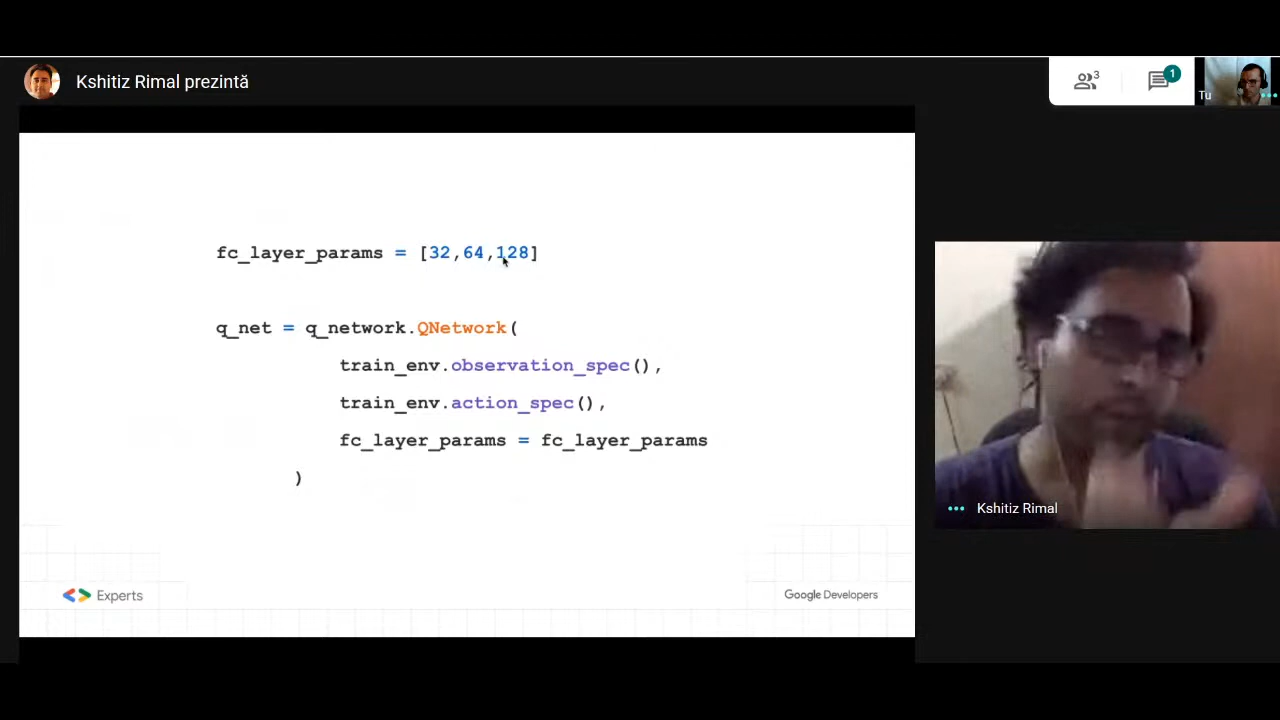 Kshitiz Rimal prezintă
3
1
Tu
fc_layer_params = [32,64,128]
q_net = q_network.QNetwork(
train_env.observation_spec(),
train_env.action_spec(),
fc_layer_params = fc_layer_params
)
Kshitiz Rimal
Experts
Google Developers